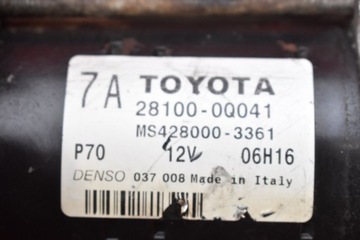 7A TOYOTA
28100-0Q041
MS428000-3361
P70 12V 06H16
DENSO 037 008 Made in Italy